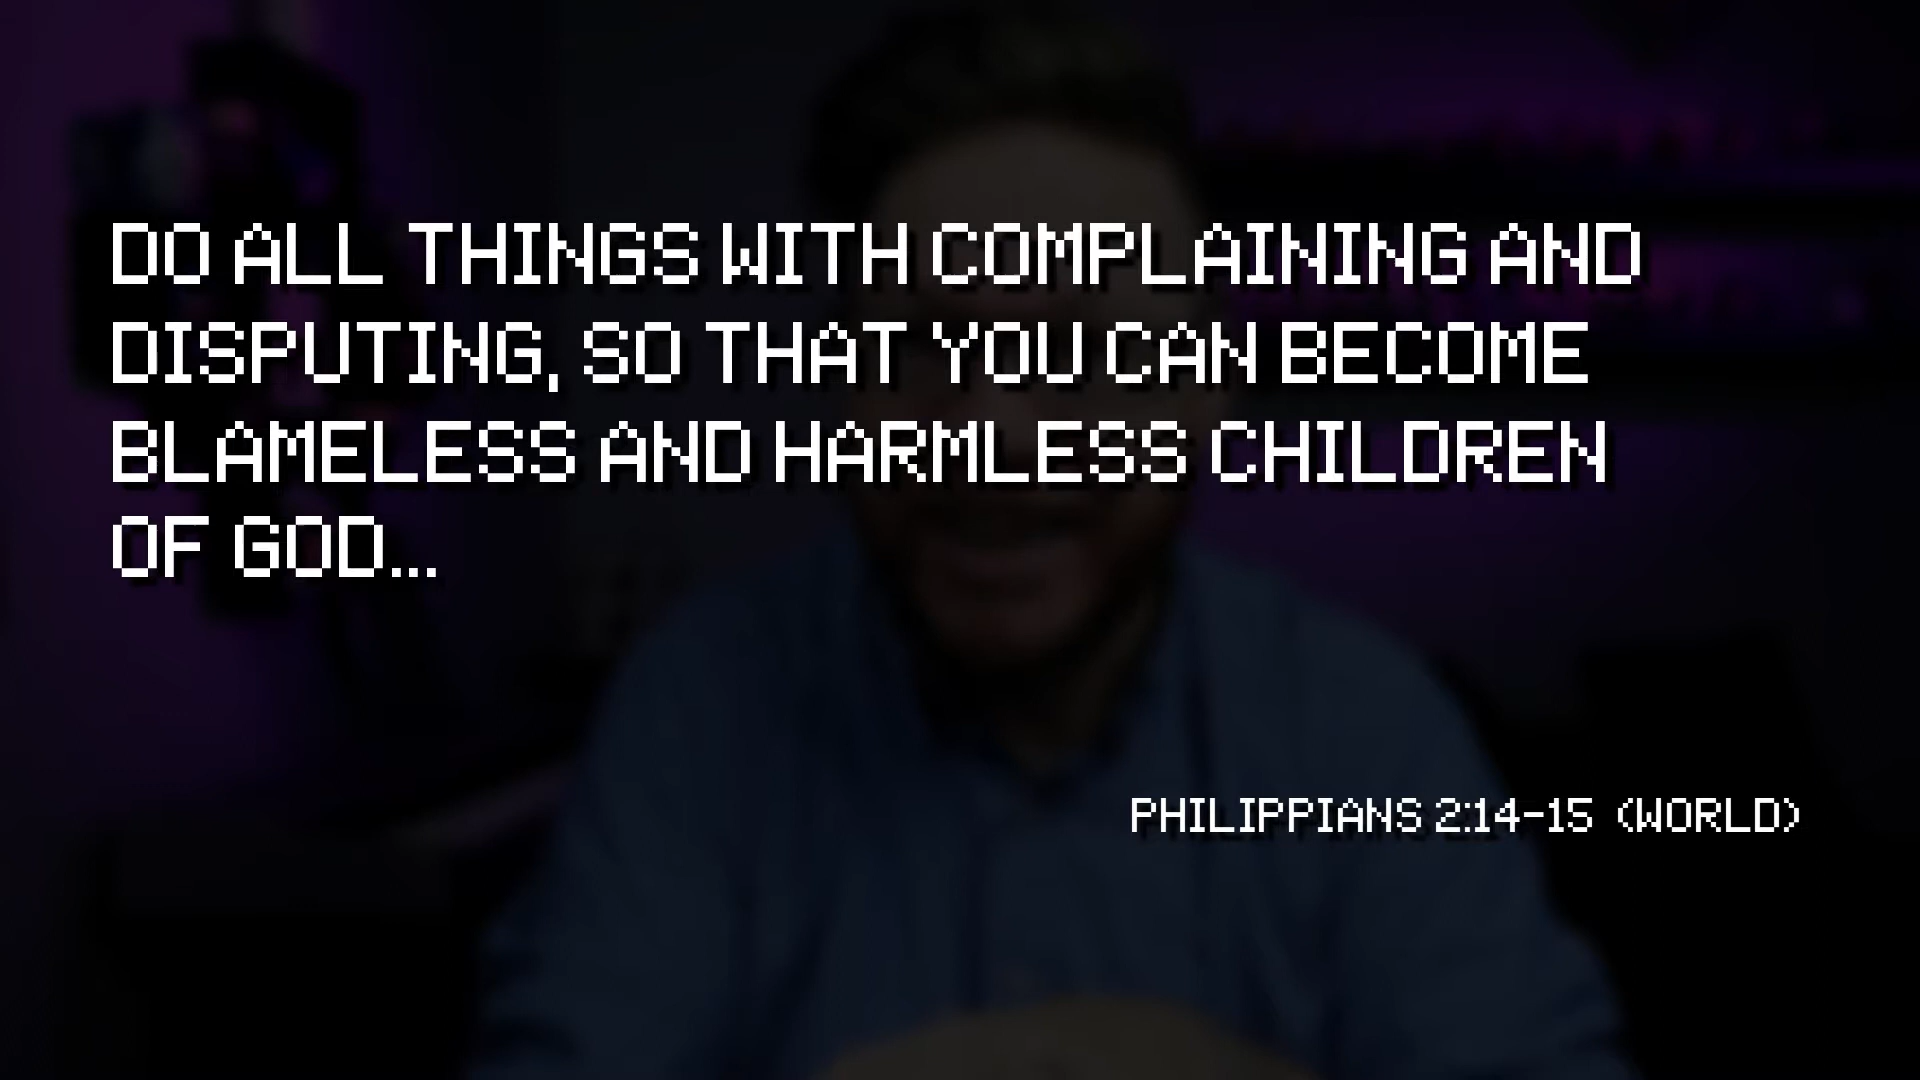 DO ALL THINGS WITH COMPLAINING AND
DISPUTING, SO THAT YOU CAN BECOME
BLAMELESS AND HARMLESS CHILDREN
OF GOD...
PHILIPPIANS 2:14-15 (WORLD)